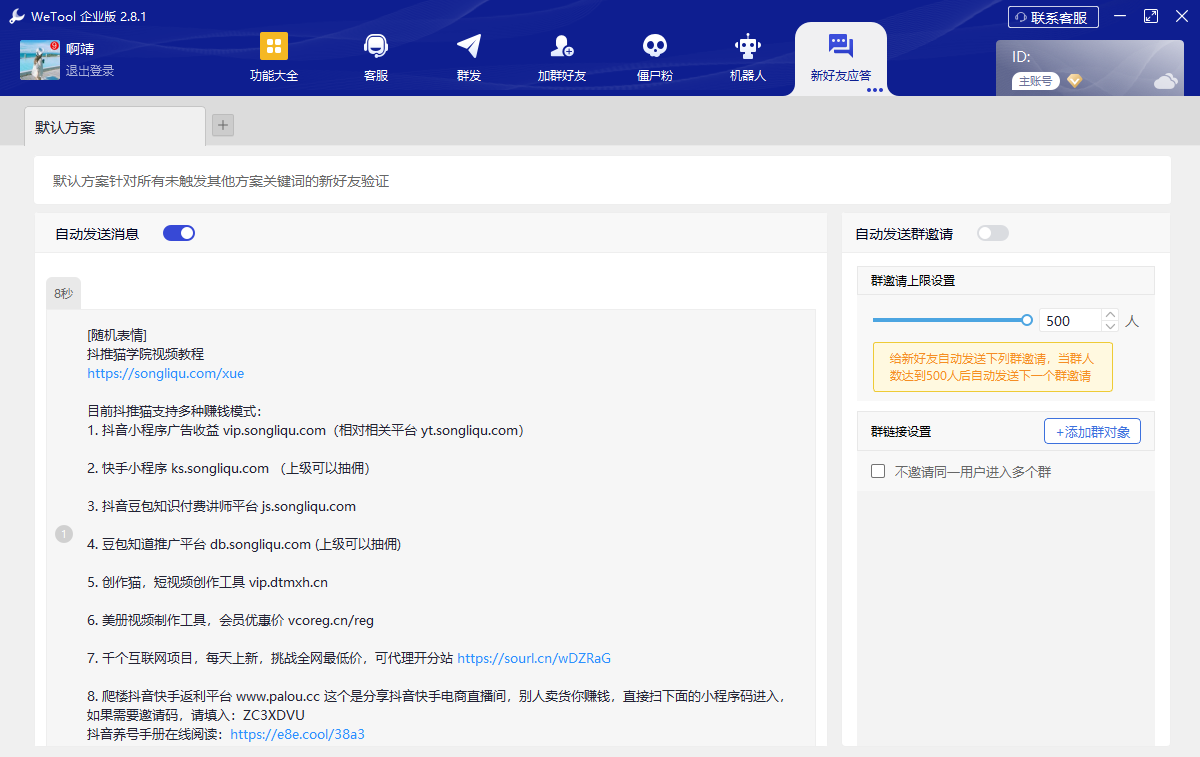 WeTool 企业版 2.8.1
联系客服
9
啊靖
退出登录
功能大全
客服
群发
加群好友
僵尸粉
机器人
新好友应答
ID:
主账号
默认方案
+
默认方案针对所有未触发其他方案关键词的新好友验证
自动发送消息
自动发送群邀请
8秒
群邀请上限设置
500
人
给新好友自动发送下列群邀请，当群人
数达到500人后自动发送下一个群邀请
群链接设置
+添加群对象
不邀请同一用户进入多个群
1
[随机表情]
抖推猫学院视频教程
https://songliqu.com/xue
目前抖推猫支持多种赚钱模式：
1. 抖音小程序广告收益 vip.songliqu.com（相对相关平台 yt.songliqu.com）
2. 快手小程序 ks.songliqu.com （上级可以抽佣）
3. 抖音豆包知识付费讲师平台 js.songliqu.com
4. 豆包知道推广平台 db.songliqu.com (上级可以抽佣)
5. 创作猫，短视频创作工具 vip.dtmxh.cn
6. 美册视频制作工具，会员优惠价 vcoreg.cn/reg
7. 千个互联网项目，每天上新，挑战全网最低价，可代理开分站 https://sourl.cn/wDZRaG
8. 爬楼抖音快手返利平台 www.palou.cc 这个是分享抖音快手电商直播间，别人卖货你赚钱，直接扫下面的小程序码进入，
如果需要邀请码，请填入：ZC3XDVU
抖音养号手册在线阅读：https://e8e.cool/38a3